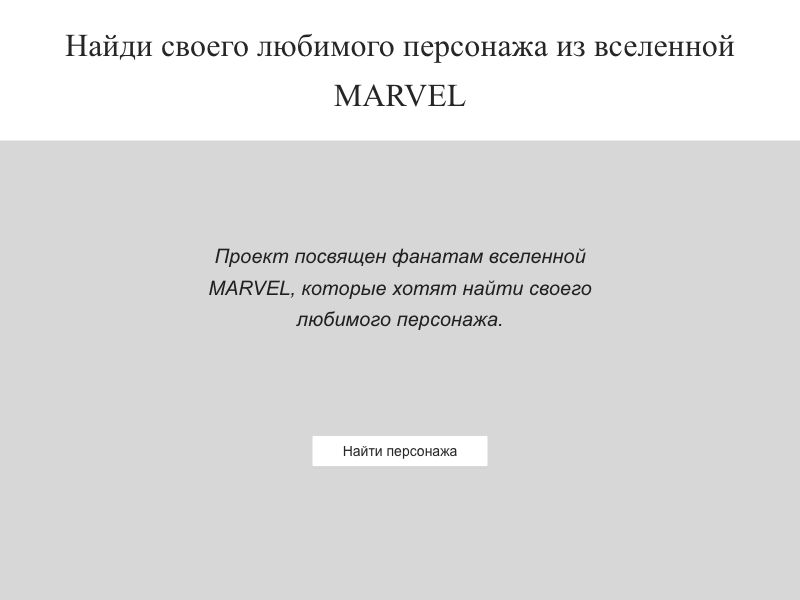 Найди своего любимого персонажа из вселенной
MARVEL
Проект посвящен фанатам вселенной
MARVEL, которые хотят найти своего
любимого персонажа.
Найти персонажа